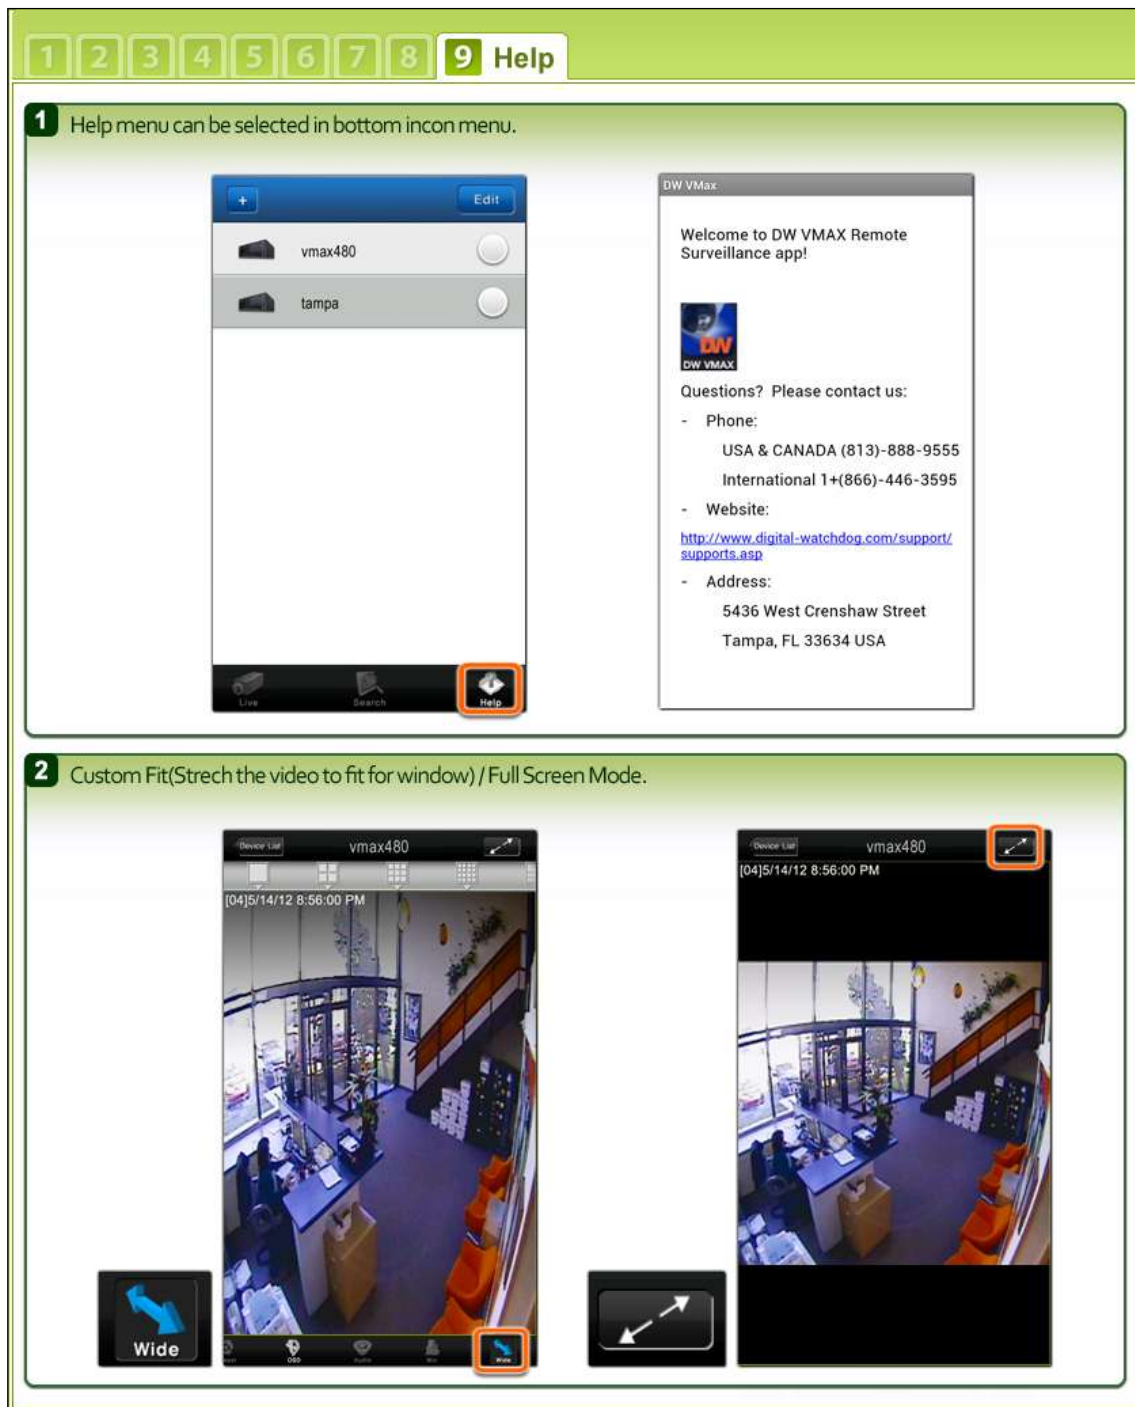 1 2 3 4 5 6 7 8 9 Help
1 Help menu can be selected in bottom incon menu.
+ Edit
vmax480
tampa
Live Search Help
DW VMax
Welcome to DW VMAX Remote
Surveillance app!
DW
DW VMAX
Questions? Please contact us:
- Phone:
USA & CANADA (813)-888-9555
International 1+(866)-446-3595
- Website:
http://www.digital-watchdog.com/support/
supports.asp
- Address:
5436 West Crenshaw Street
Tampa, FL 33634 USA
2 Custom Fit(Strech the video to fit for window) / Full Screen Mode.
Device List vmax480
[04]5/14/12 8:56:00 PM
Wide
OSD Audio Mic Wide
Device List vmax480
[04]5/14/12 8:56:00 PM